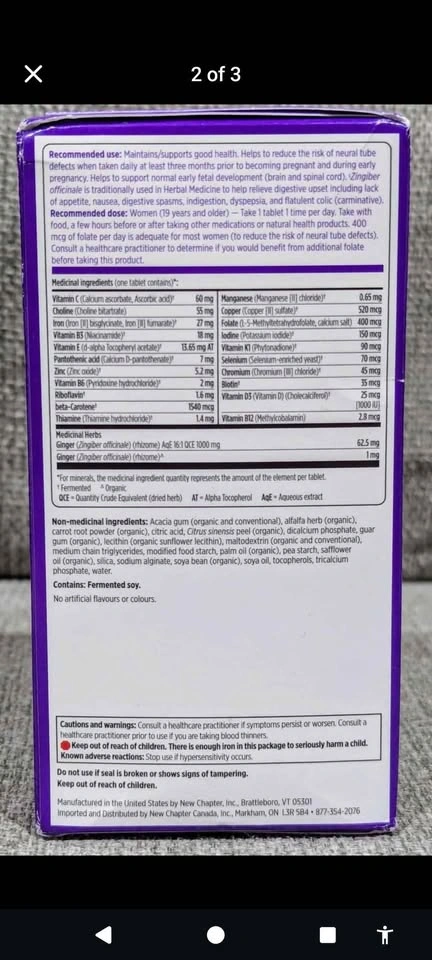 2 of 3
Recommended use: Maintains/supports good health. Helps to reduce the risk of neural tube
defects when taken daily at least three months prior to becoming pregnant and during early
pregnancy. Helps to support normal early fetal development (brain and spinal cord). Zingiber
officinale is traditionally used in Herbal Medicine to help relieve digestive upset including lack
of appetite, nausea, digestive spasms, indigestion, dyspepsia, and flatulent colic (carminative).
Recommended dose: Women (19 years and older) — Take 1 tablet 1 time per day. Take with
food, a few hours before or after taking other medications or natural health products. 400
mcg of folate per day is adequate for most women (to reduce the risk of neural tube defects).
Consult a healthcare practitioner to determine if you would benefit from additional folate
before taking this product.
Medicinal ingredients (one tablet contains)*:
Vitamin C (Calcium ascorbate, Ascorbic acid)† 60 mg
Choline (Choline bitartrate) 55 mg
Iron (Iron [II] bisglycinate, Iron [II] fumarate)† 27 mg
Vitamin B3 (Niacinamide)† 18 mg
Vitamin E (d-alpha Tocopheryl acetate)† 13.65 mg AT
Pantothenic acid (Calcium D-pantothenate)† 7 mg
Zinc (Zinc oxide)† 5.2 mg
Vitamin B6 (Pyridoxine hydrochloride)† 2 mg
Riboflavin† 1.6 mg
beta-Carotene† 1540 mcg
Thiamine (Thiamine hydrochloride)† 1.4 mg
Manganese (Manganese [II] chloride)† 0.65 mg
Copper (Copper [II] sulfate)† 520 mcg
Folate (L-5-Methyltetrahydrofolate, calcium salt) 400 mcg
Iodine (Potassium iodide)† 150 mcg
Vitamin K1 (Phytonadione)† 90 mcg
Selenium (Selenium-enriched yeast)† 70 mcg
Chromium (Chromium [III] chloride)† 45 mcg
Biotin† 35 mcg
Vitamin D3 (Vitamin D) (Cholecalciferol)† 25 mcg
(1000 IU)
Vitamin B12 (Methylcobalamin) 2.8 mcg
Medicinal Herbs
Ginger (Zingiber officinale) (rhizome) AqE 16:1 QCE 1000 mg 62.5 mg
Ginger (Zingiber officinale) (rhizome)^ 1 mg
*For minerals, the medicinal ingredient quantity represents the amount of the element per tablet.
† Fermented ^ Organic
QCE = Quantity Crude Equivalent (dried herb) AT = Alpha Tocopherol AqE = Aqueous extract
Non-medicinal ingredients: Acacia gum (organic and conventional), alfalfa herb (organic),
carrot root powder (organic), citric acid, Citrus sinensis peel (organic), dicalcium phosphate, guar
gum (organic), lecithin (organic sunflower lecithin), maltodextrin (organic and conventional),
medium chain triglycerides, modified food starch, palm oil (organic), pea starch, safflower
oil (organic), silica, sodium alginate, soya bean (organic), soya oil, tocopherols, tricalcium
phosphate, water.
Contains: Fermented soy.
No artificial flavours or colours.
Cautions and warnings: Consult a healthcare practitioner if symptoms persist or worsen. Consult a
healthcare practitioner prior to use if you are taking blood thinners.
Keep out of reach of children. There is enough iron in this package to seriously harm a child.
Known adverse reactions: Stop use if hypersensitivity occurs.
Do not use if seal is broken or shows signs of tampering.
Keep out of reach of children.
Manufactured in the United States by New Chapter, Inc., Brattleboro, VT 05301
Imported and Distributed by New Chapter Canada, Inc., Markham, ON L3R 5B4 • 877-354-2076